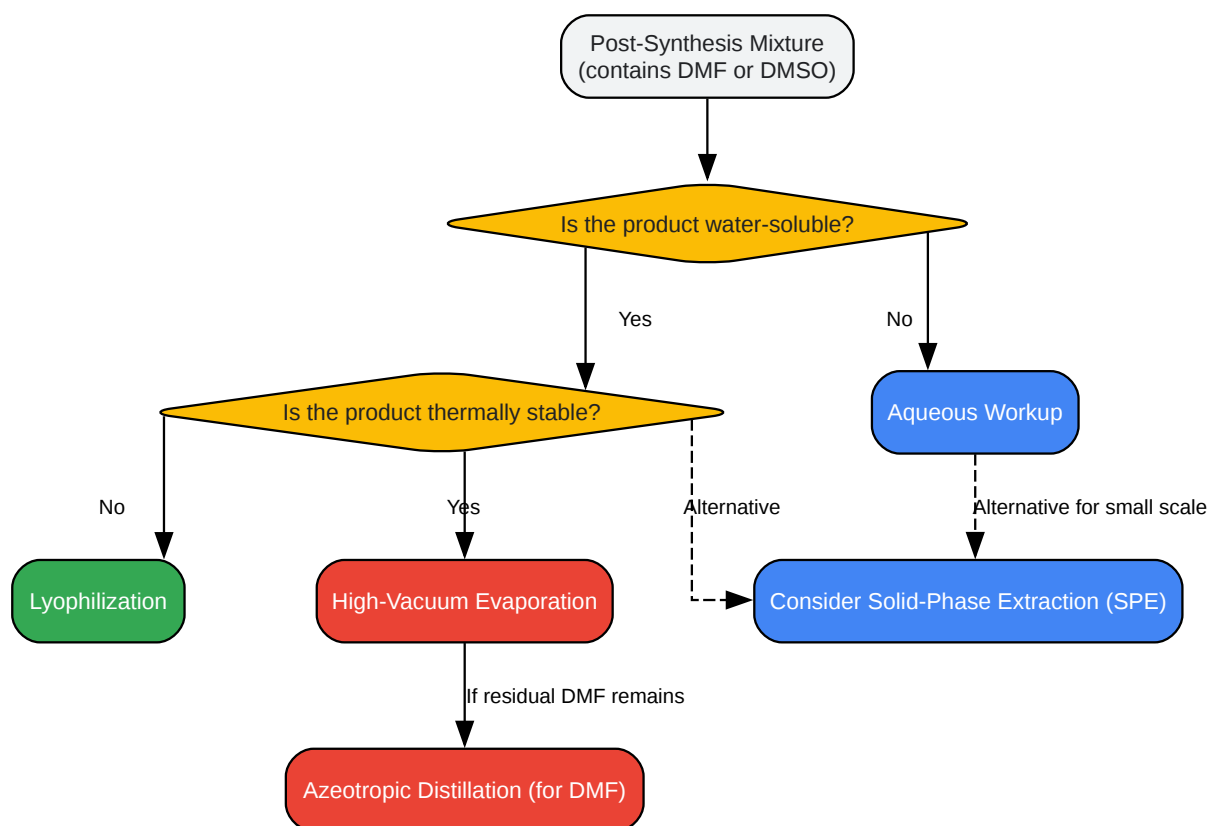 Post-Synthesis Mixture
(contains DMF or DMSO)
Is the product water-soluble?
Yes
No
Is the product thermally stable?
Aqueous Workup
No
Yes
Alternative
Alternative for small scale
Lyophilization
High-Vacuum Evaporation
Consider Solid-Phase Extraction (SPE)
If residual DMF remains
Azeotropic Distillation (for DMF)